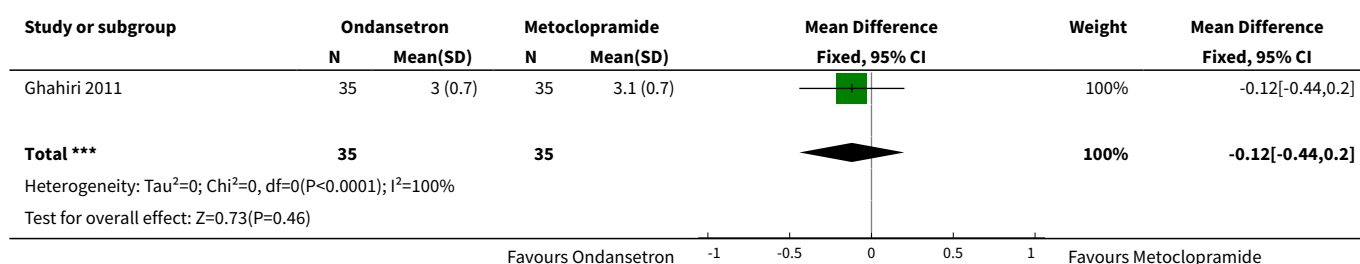 Study or subgroup Ondansetron Metoclopramide Mean Difference Weight Mean Difference
N Mean(SD) N Mean(SD) Fixed, 95% CI Fixed, 95% CI
Ghahiri 2011 35 3 (0.7) 35 3.1 (0.7) 100% -0.12[-0.44,0.2]
Total *** 35 35 100% -0.12[-0.44,0.2]
Heterogeneity: Tau²=0; Chi²=0, df=0(P<0.0001); I²=100%
Test for overall effect: Z=0.73(P=0.46)
Favours Ondansetron -1 -0.5 0 0.5 1 Favours Metoclopramide